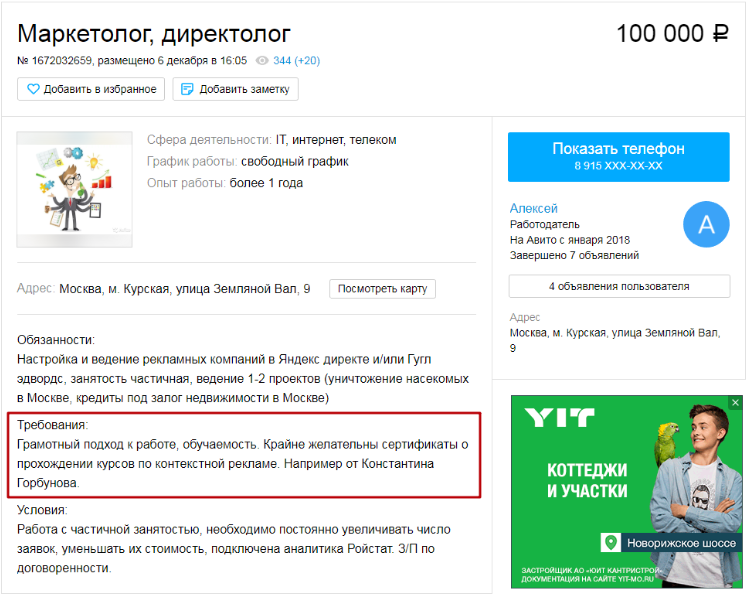 Маркетолог, директолог
100 000 ₽
№ 1672032659, размещено 6 декабря в 16:05 344 (+20)
Добавить в избранное
Добавить заметку
Сфера деятельности: IT, интернет, телеком
График работы: свободный график
Опыт работы: более 1 года
Адрес: Москва, м. Курская, улица Земляной Вал, 9
Посмотреть карту
Обязанности:
Настройка и ведение рекламных компаний в Яндекс директе и/или Гугл
эдвордс, занятость частичная, ведение 1-2 проектов (уничтожение насекомых
в Москве, кредиты под залог недвижимости в Москве)
Требования:
Грамотный подход к работе, обучаемость. Крайне желательны сертификаты о
прохождении курсов по контекстной рекламе. Например от Константина
Горбунова.
Условия:
Работа с частичной занятостью, необходимо постоянно увеличивать число
заявок, уменьшать их стоимость, подключена аналитика Ройстат. З/П по
договоренности.
Показать телефон
8 915 XXX-XX-XX
Алексей
Работодатель
На Авито с января 2018
Завершено 7 объявлений
А
4 объявления пользователя
Адрес
Москва, м. Курская, улица Земляной Вал,
9
YIT
КОТТЕДЖИ
И УЧАСТКИ
Новорижское шоссе
ЗАСТРОЙЩИК АО «ЮИТ КАНТРИСТРОЙ»
ДОКУМЕНТАЦИЯ НА САЙТЕ YIT-MO.RU